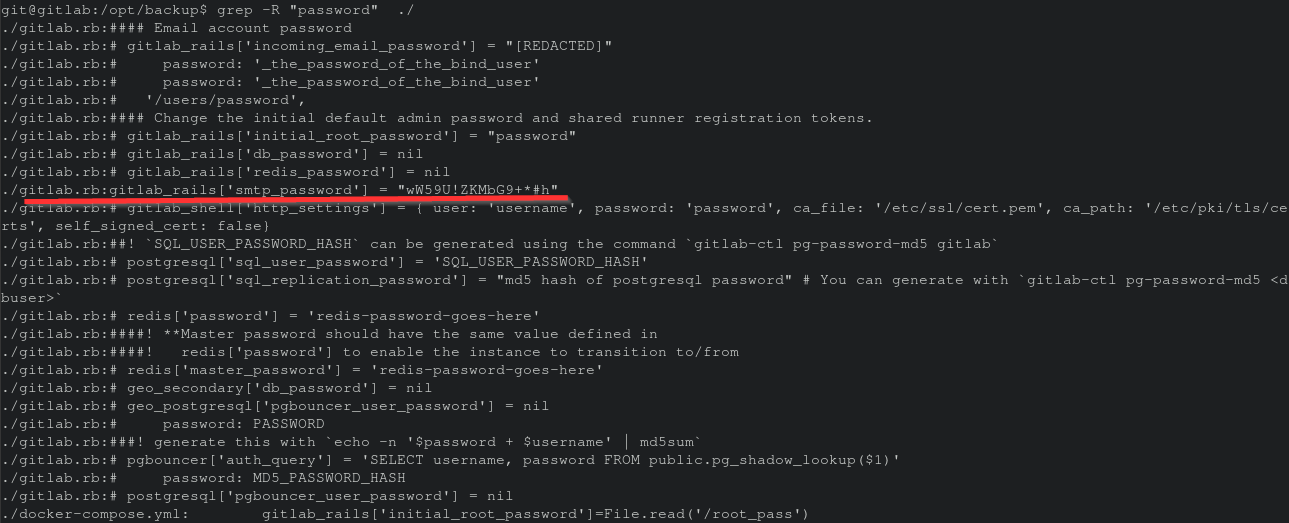 git@gitlab:/opt/backup$ grep -R "password"  ./
./gitlab.rb:#### Email account password
./gitlab.rb:# gitlab_rails['incoming_email_password'] = "[REDACTED]"
./gitlab.rb:#     password: '_the_password_of_the_bind_user'
./gitlab.rb:#     password: '_the_password_of_the_bind_user'
./gitlab.rb:#   '/users/password',
./gitlab.rb:#### Change the initial default admin password and shared runner registration tokens.
./gitlab.rb:# gitlab_rails['initial_root_password'] = "password"
./gitlab.rb:# gitlab_rails['db_password'] = nil
./gitlab.rb:# gitlab_rails['redis_password'] = nil
./gitlab.rb:gitlab_rails['smtp_password'] = "wW59U!ZKMbG9+*#h"
./gitlab.rb:# gitlab_shell['http_settings'] = { user: 'username', password: 'password', ca_file: '/etc/ssl/cert.pem', ca_path: '/etc/pki/tls/ce
rts', self_signed_cert: false}
./gitlab.rb:##! `SQL_USER_PASSWORD_HASH` can be generated using the command `gitlab-ctl pg-password-md5 gitlab`
./gitlab.rb:# postgresql['sql_user_password'] = 'SQL_USER_PASSWORD_HASH'
./gitlab.rb:# postgresql['sql_replication_password'] = "md5 hash of postgresql password" # You can generate with `gitlab-ctl pg-password-md5 <d
buser>`
./gitlab.rb:# redis['password'] = 'redis-password-goes-here'
./gitlab.rb:####! **Master password should have the same value defined in
./gitlab.rb:####!   redis['password'] to enable the instance to transition to/from
./gitlab.rb:# redis['master_password'] = 'redis-password-goes-here'
./gitlab.rb:# geo_secondary['db_password'] = nil
./gitlab.rb:# geo_postgresql['pgbouncer_user_password'] = nil
./gitlab.rb:#     password: PASSWORD
./gitlab.rb:###! generate this with `echo -n '$password + $username' | md5sum`
./gitlab.rb:# pgbouncer['auth_query'] = 'SELECT username, password FROM public.pg_shadow_lookup($1)'
./gitlab.rb:#     password: MD5_PASSWORD_HASH
./gitlab.rb:# postgresql['pgbouncer_user_password'] = nil
./docker-compose.yml:        gitlab_rails['initial_root_password']=File.read('/root_pass')